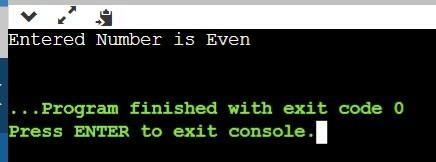 Entered Number is Even
...Program finished with exit code 0
Press ENTER to exit console.